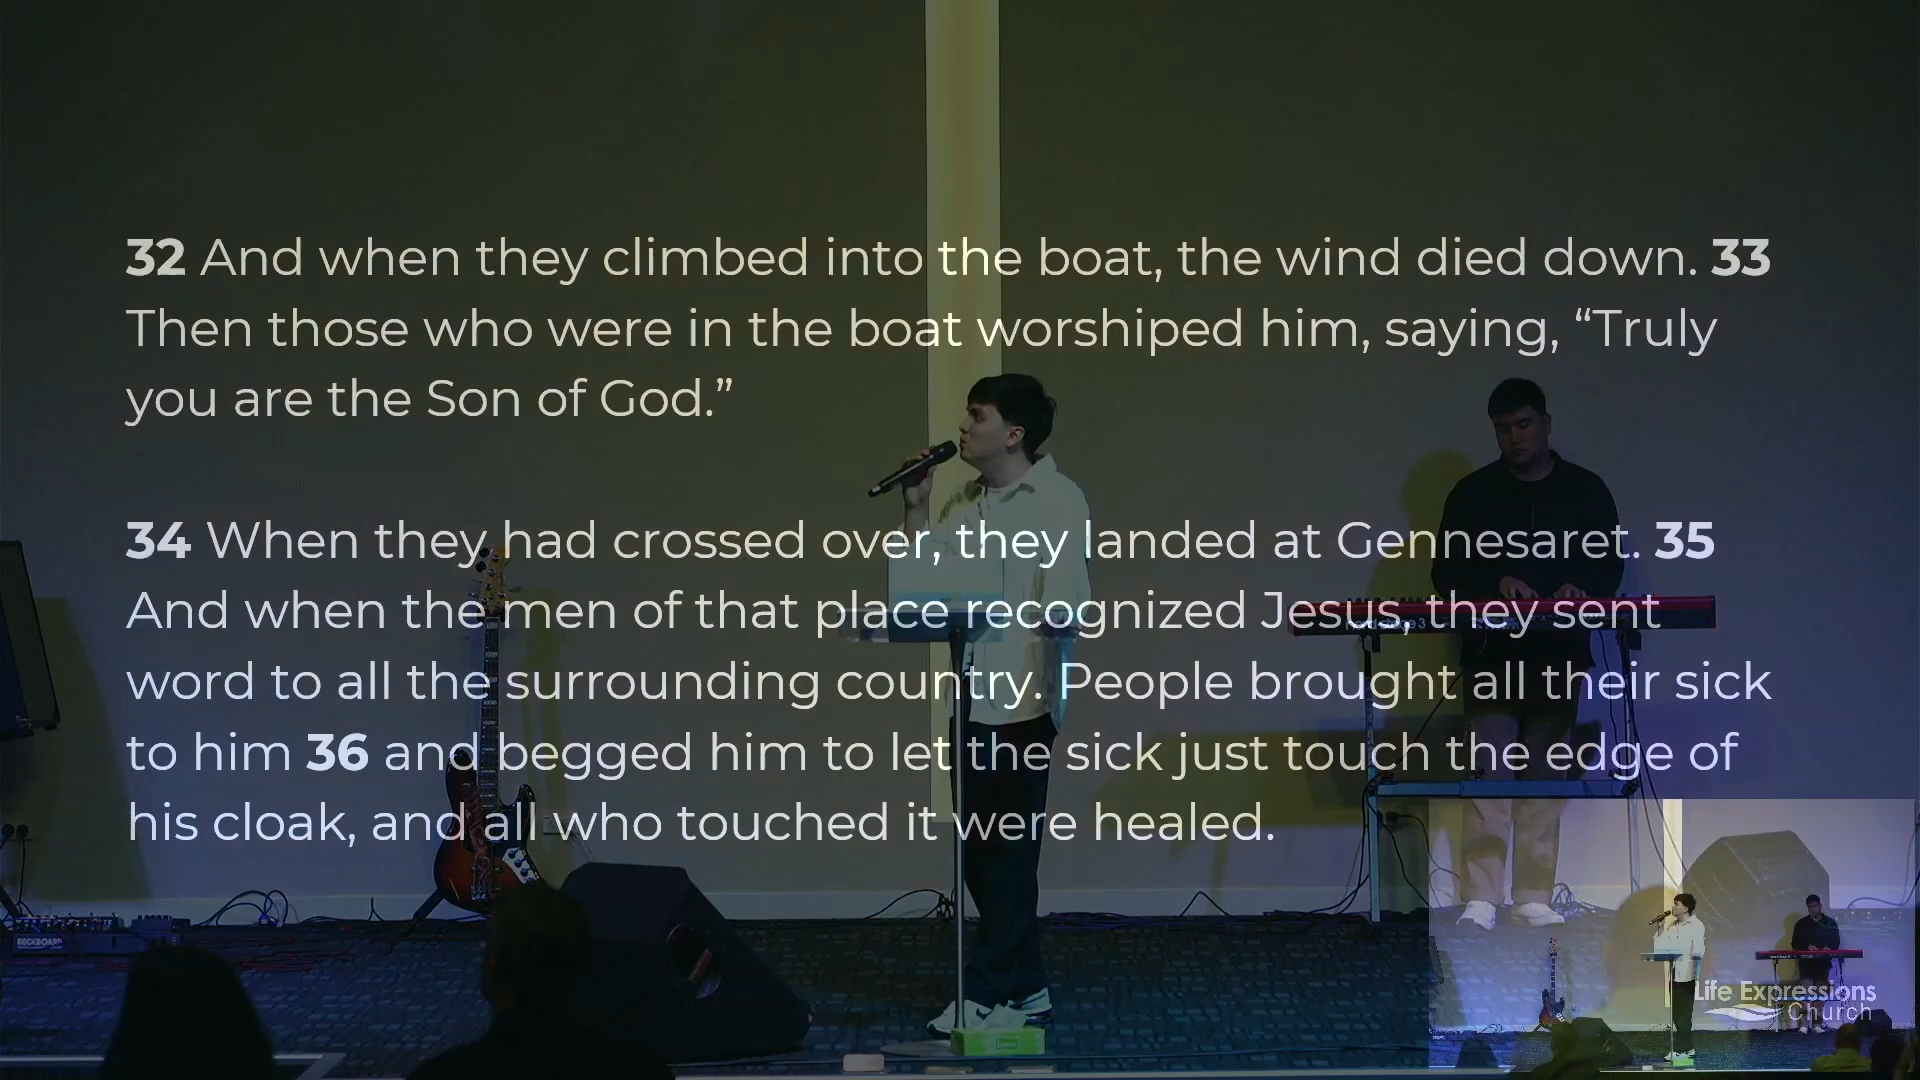 32 And when they climbed into the boat, the wind died down. 33
Then those who were in the boat worshiped him, saying, “Truly
you are the Son of God.”
34 When they had crossed over, they landed at Gennesaret. 35
And when the men of that place recognized Jesus, they sent
word to all the surrounding country. People brought all their sick
to him 36 and begged him to let the sick just touch the edge of
his cloak, and all who touched it were healed.
ROCKBOARD
Life Expressions
Church